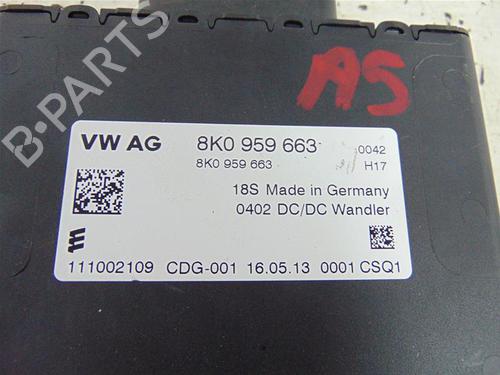 A5
VW AG 8K0 959 663 0042
8K0 959 663 H17
18S Made in Germany
0402 DC/DC Wandler
111002109 CDG-001 16.05.13 0001 CSQ1
B-PARTS